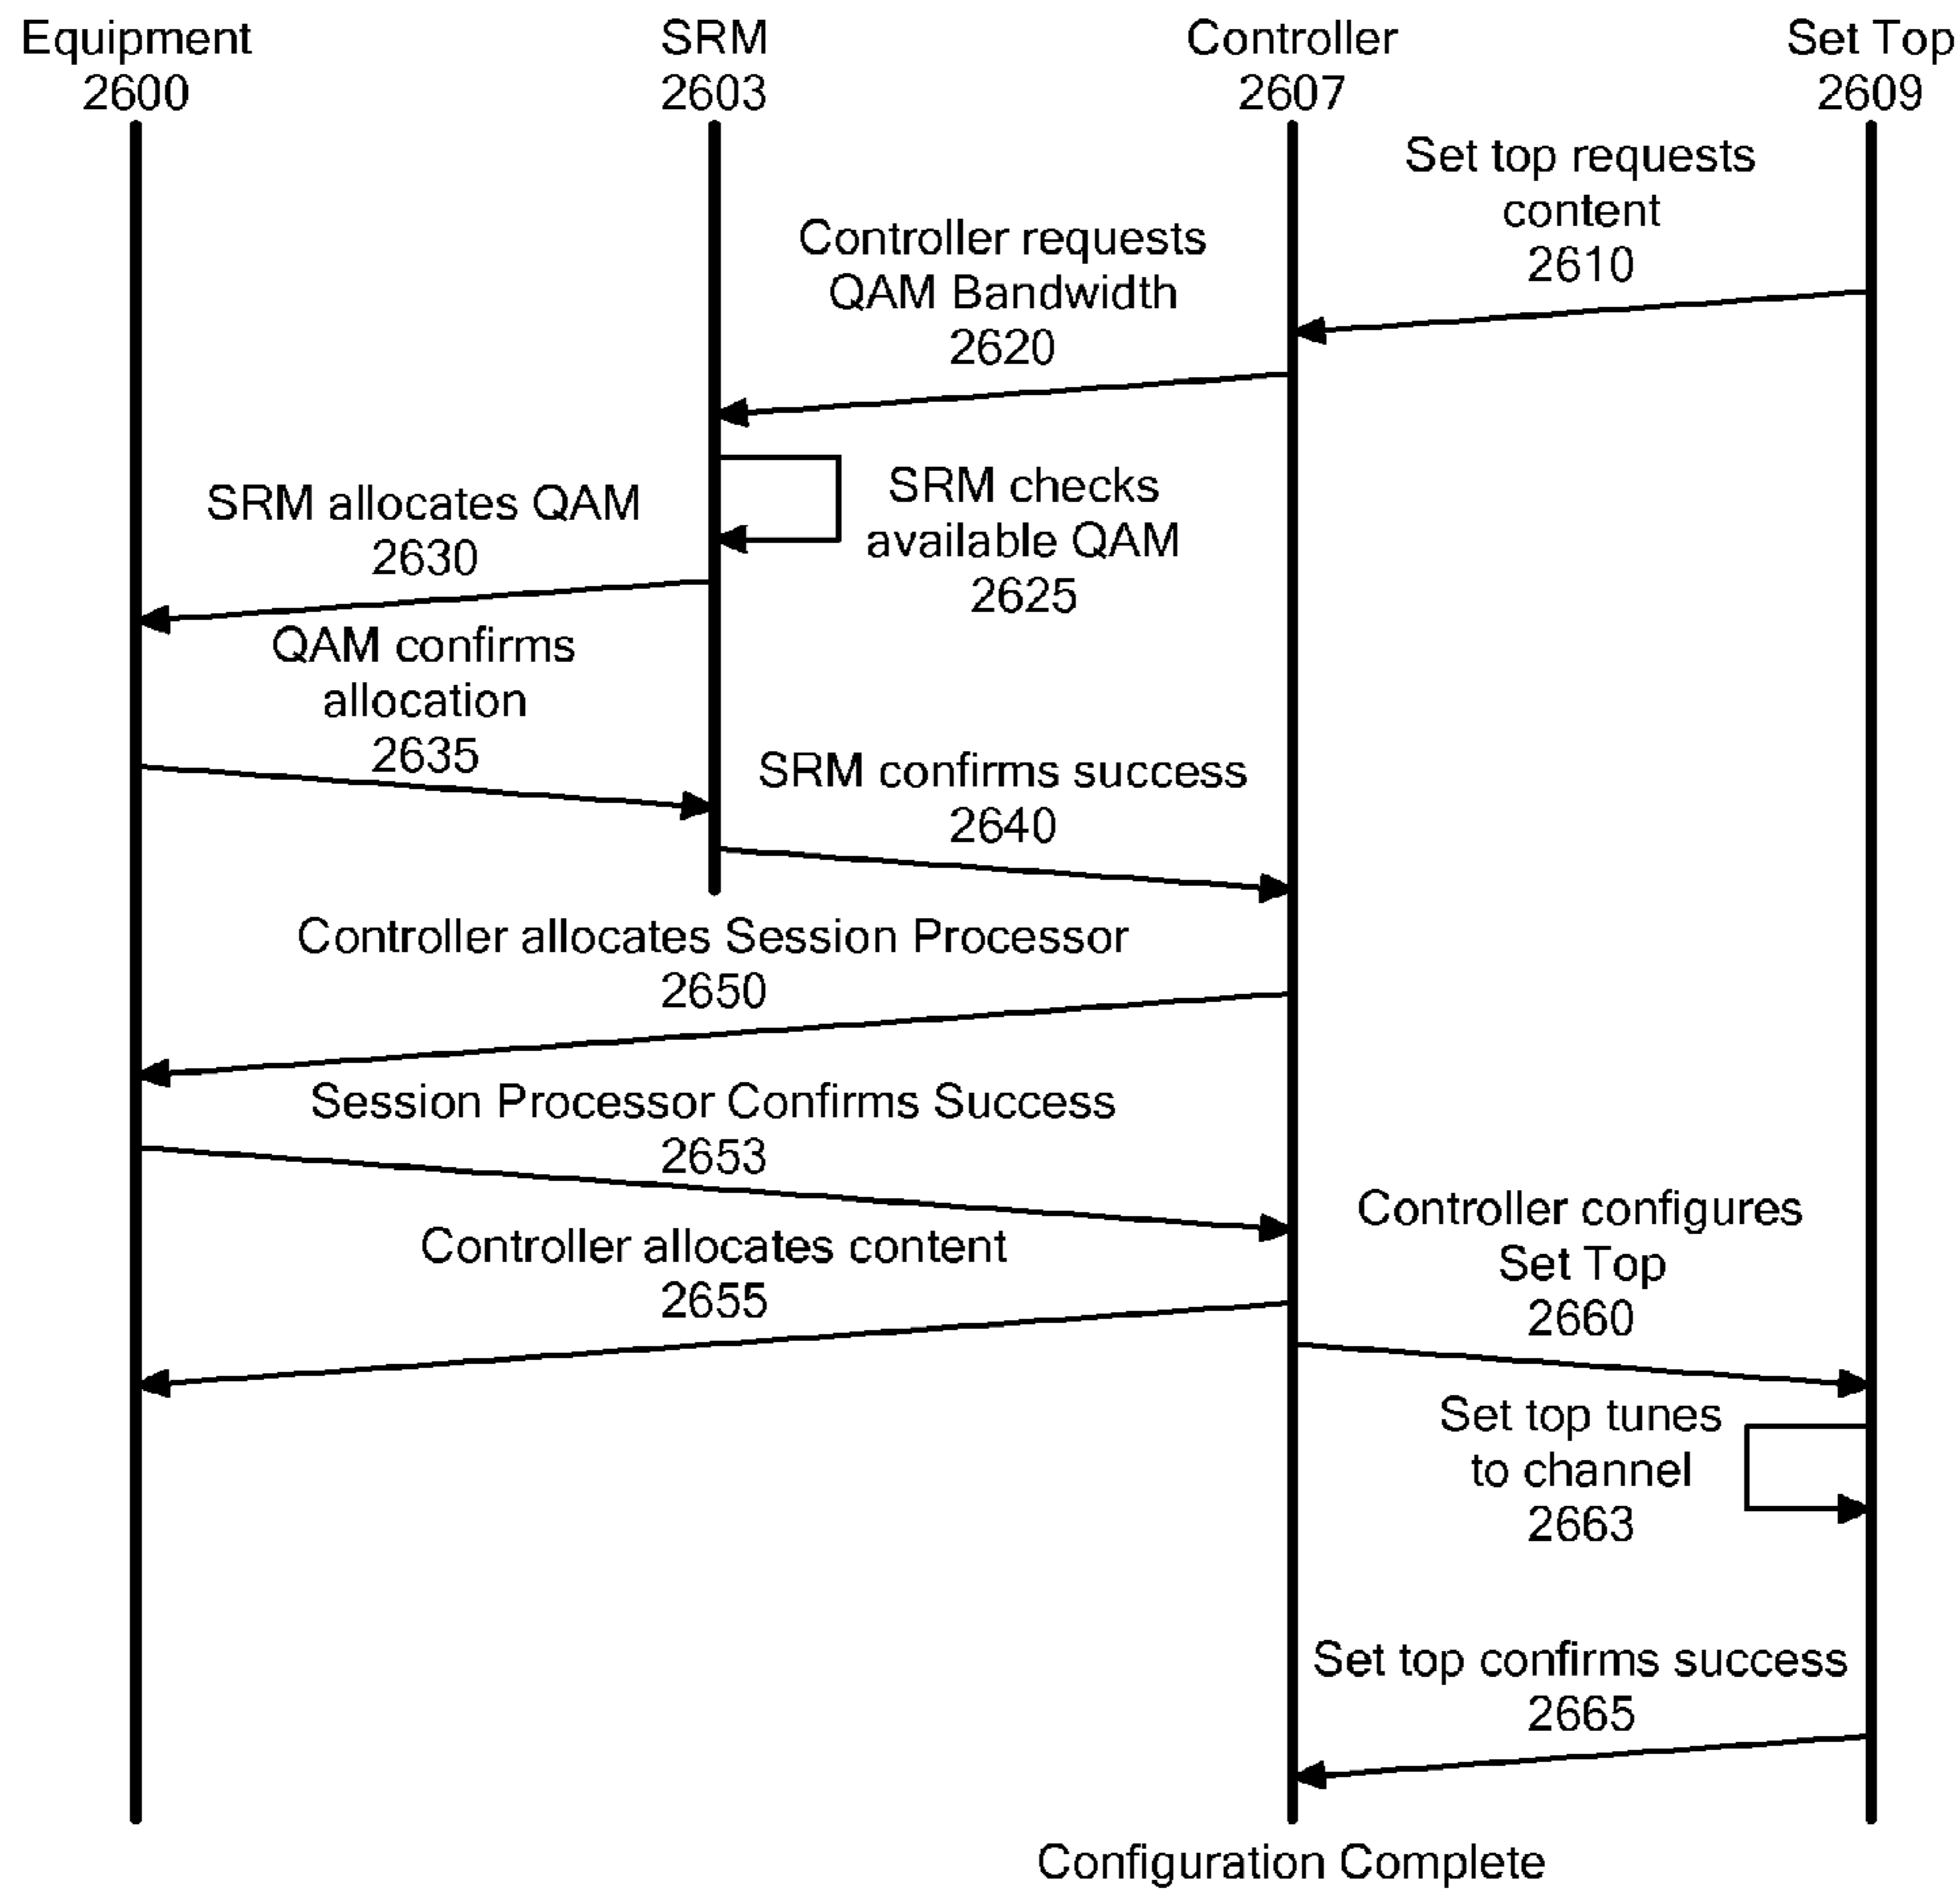 Equipment
2600
SRM
2603
Controller
2607
Set Top
2609
Set top requests
content
2610
Controller requests
QAM Bandwidth
2620
SRM checks
available QAM
2625
SRM allocates QAM
2630
QAM confirms
allocation
2635
SRM confirms success
2640
Controller allocates Session Processor
2650
Session Processor Confirms Success
2653
Controller allocates content
2655
Controller configures
Set Top
2660
Set top tunes
to channel
2663
Set top confirms success
2665
Configuration Complete